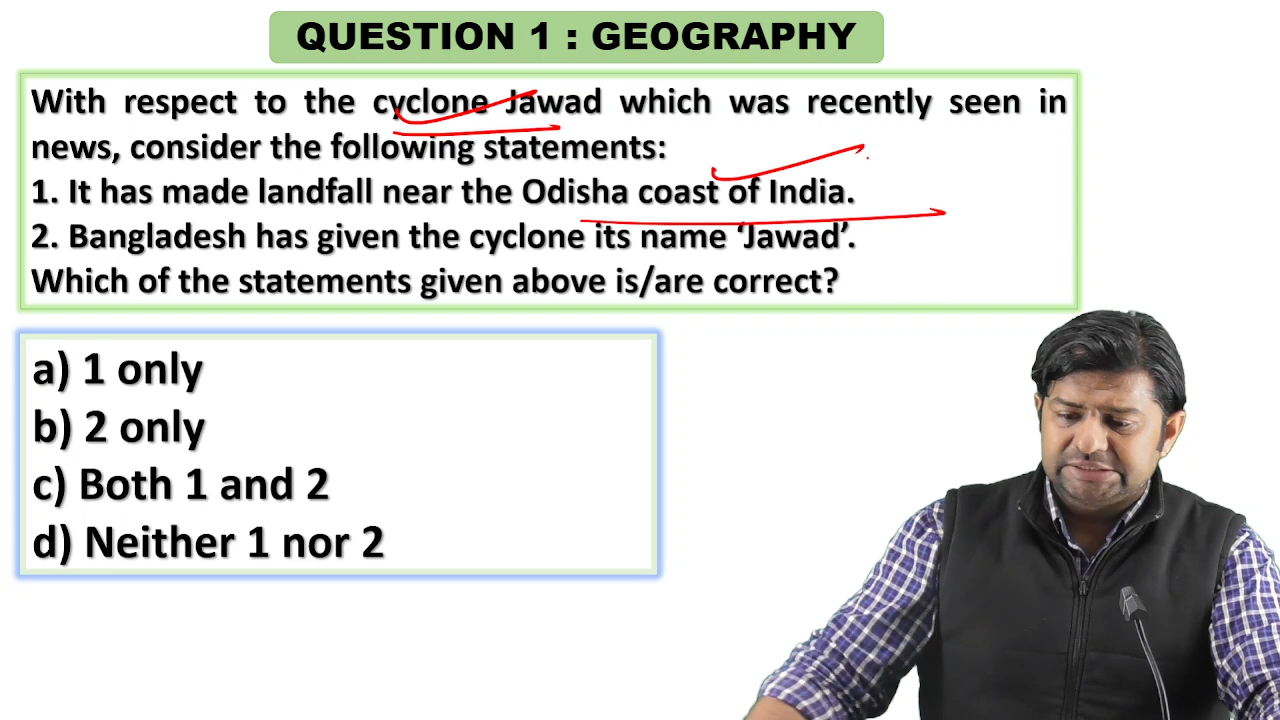 QUESTION 1 : GEOGRAPHY
With respect to the cyclone Jawad which was recently seen in
news, consider the following statements:
1. It has made landfall near the Odisha coast of India.
2. Bangladesh has given the cyclone its name ‘Jawad’.
Which of the statements given above is/are correct?
a) 1 only
b) 2 only
c) Both 1 and 2
d) Neither 1 nor 2